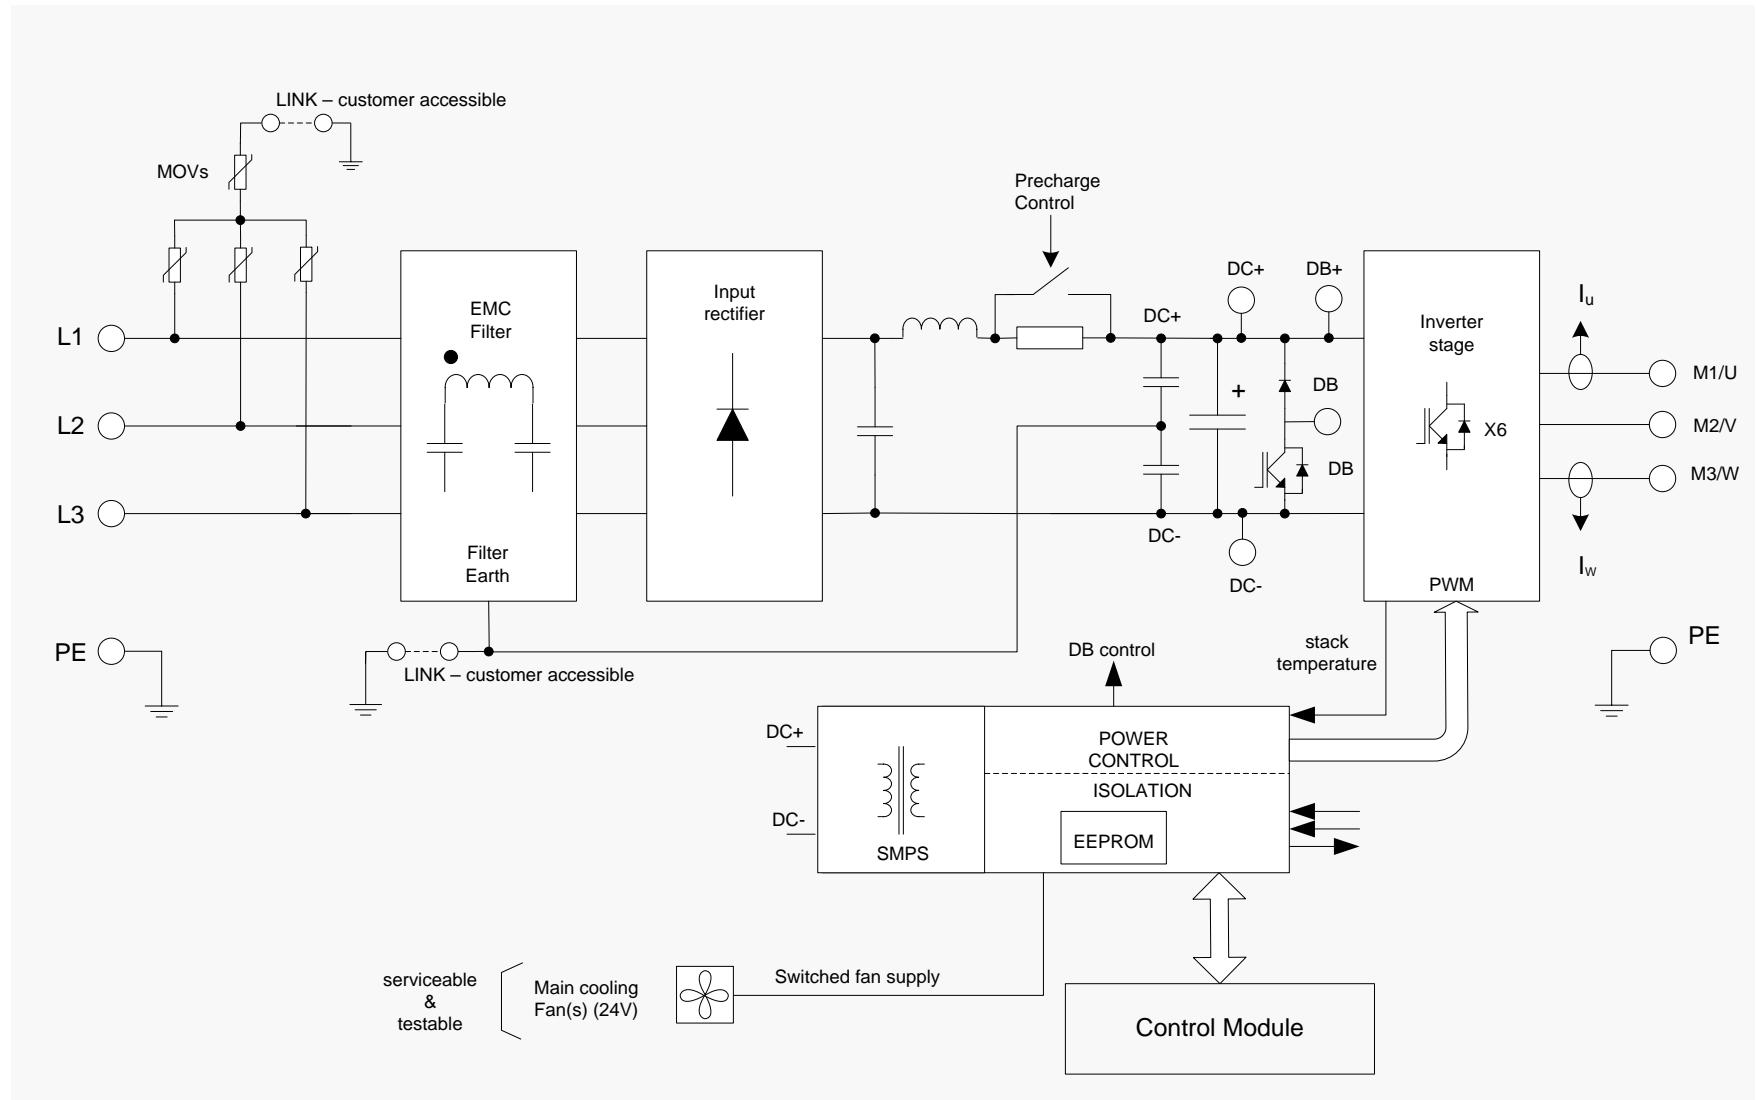 LINK – customer accessible
MOVs
Precharge
Control
DC+
DB+
EMC
Filter
Input
rectifier
DC+
Inverter
stage
Iu
L1
M1/U
+
DB
L2
X6
M2/V
DB
M3/W
L3
DC-
Filter
Earth
DC-
PWM
Iw
PE
PE
LINK – customer accessible
DB control
stack
temperature
DC+
POWER
CONTROL
ISOLATION
DC-
EEPROM
SMPS
serviceable
&
testable
Main cooling
Fan(s) (24V)
Switched fan supply
Control Module